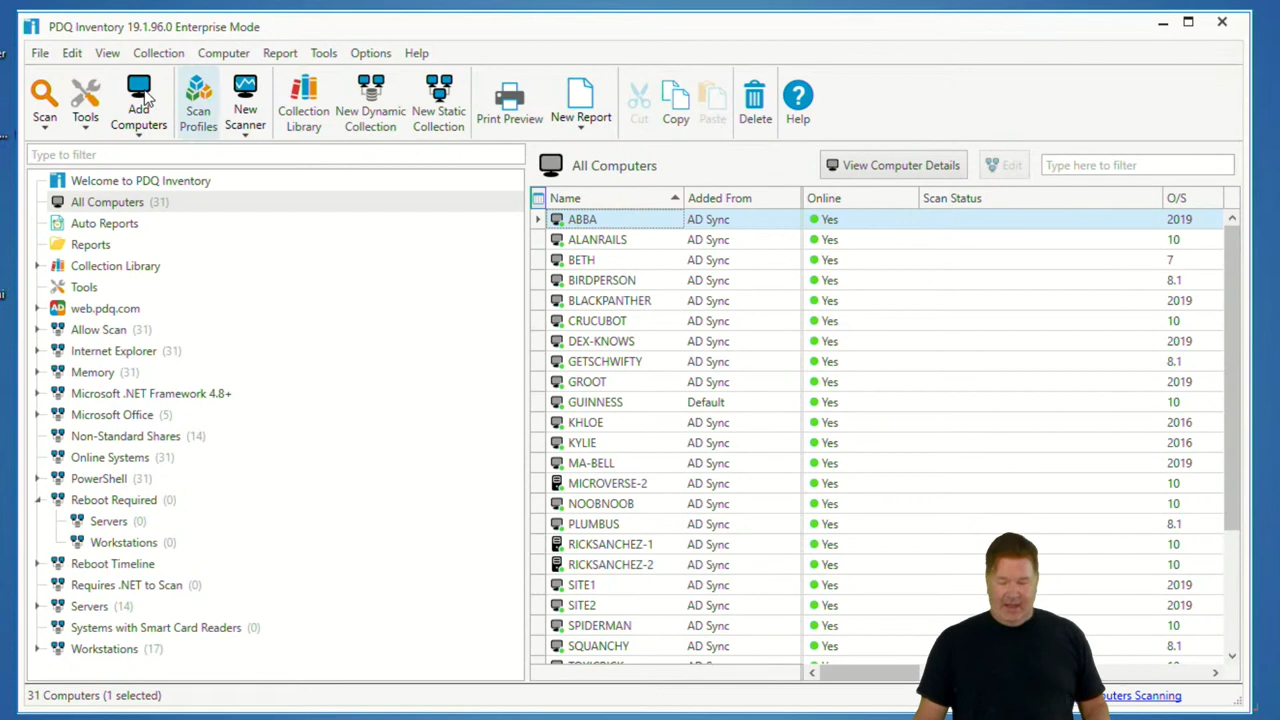 PDQ Inventory 19.1.96.0 Enterprise Mode
File Edit View Collection Computer Report Tools Options Help
Scan Tools Add Computers Scan Profiles New Scanner Collection Library New Dynamic Collection New Static Collection Print Preview New Report Cut Copy Paste Delete Help
Type to filter
Welcome to PDQ Inventory
All Computers (31)
Auto Reports
Reports
Collection Library
Tools
web.pdq.com
Allow Scan (31)
Internet Explorer (31)
Memory (31)
Microsoft .NET Framework 4.8+
Microsoft Office (5)
Non-Standard Shares (14)
Online Systems (31)
PowerShell (31)
Reboot Required (0)
Servers (0)
Workstations (0)
Reboot Timeline
Requires .NET to Scan (0)
Servers (14)
Systems with Smart Card Readers (0)
Workstations (17)
All Computers View Computer Details Edit Type here to filter
Name Added From Online Scan Status O/S
ABBA AD Sync Yes 2019
ALANRAILS AD Sync Yes 10
BETH AD Sync Yes 7
BIRDPERSON AD Sync Yes 8.1
BLACKPANTHER AD Sync Yes 2019
CRUCUBOT AD Sync Yes 10
DEX-KNOWS AD Sync Yes 2019
GETSCHWIFTY AD Sync Yes 8.1
GROOT AD Sync Yes 2019
GUINNESS Default Yes 10
KHLOE AD Sync Yes 2016
KYLIE AD Sync Yes 2016
MA-BELL AD Sync Yes 2019
MICROVERSE-2 AD Sync Yes 10
NOOBNOOB AD Sync Yes 10
PLUMBUS AD Sync Yes 8.1
RICKSANCHEZ-1 AD Sync Yes 10
RICKSANCHEZ-2 AD Sync Yes 10
SITE1 AD Sync Yes 2019
SITE2 AD Sync Yes 2019
SPIDERMAN AD Sync Yes 10
SQUANCHY AD Sync Yes 8.1
31 Computers (1 selected) uters Scanning